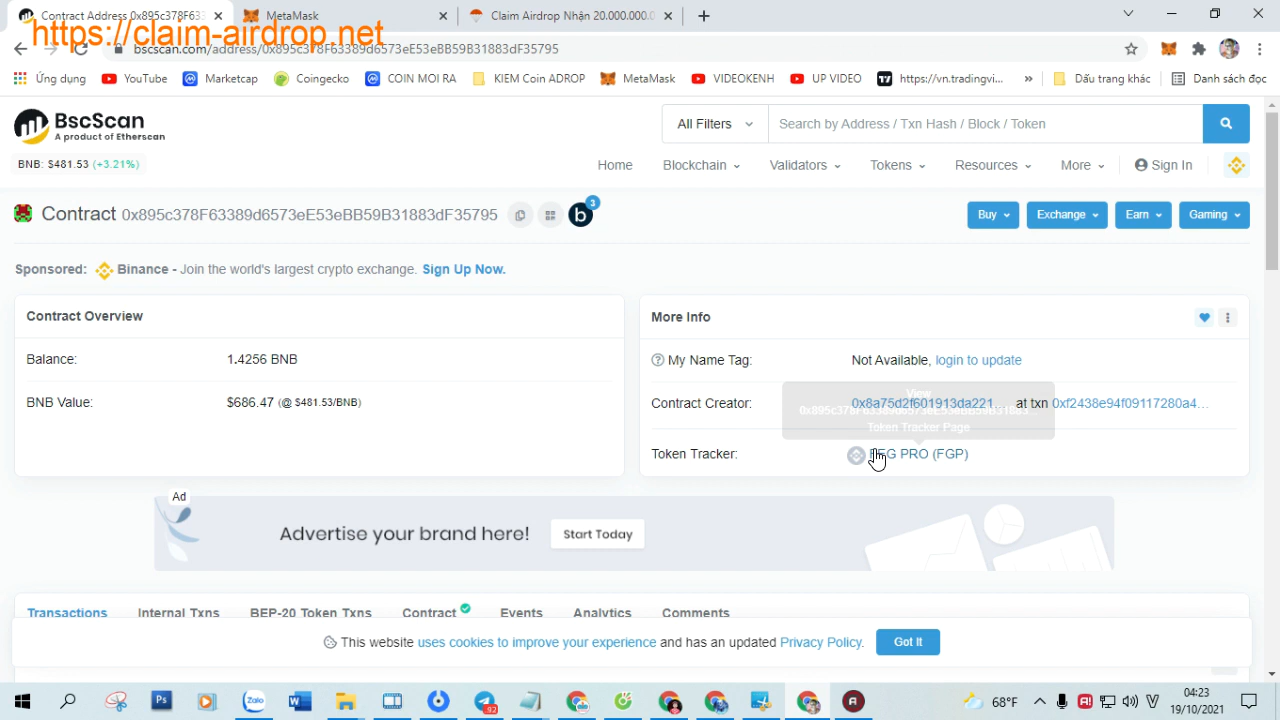 Contract Address 0x895c378F63
MetaMask
Claim Airdrop Nhận 20.000.000.0
https://claim-airdrop.net
bscscan.com/address/0x895c378F63389d6573eE53eBB59B31883dF35795
Ứng dụng
YouTube
Marketcap
Coingecko
COIN MOI RA
KIEM Coin ADROP
MetaMask
VIDEOKENH
UP VIDEO
https://vn.tradingvi...
»
Dấu trang khác
Danh sách đọc
BscScan
A product of Etherscan
All Filters
Search by Address / Txn Hash / Block / Token
BNB: $481.53 (+3.21%)
Home
Blockchain
Validators
Tokens
Resources
More
Sign In
Contract 0x895c378F63389d6573eE53eBB59B31883dF35795
b
3
Buy
Exchange
Earn
Gaming
Sponsored: Binance - Join the world's largest crypto exchange. Sign Up Now.
Contract Overview
Balance: 1.4256 BNB
BNB Value: $686.47 (@ $481.53/BNB)
More Info
My Name Tag: Not Available, login to update
View
Contract Creator: 0x8a75d2f601913da221... at txn 0xf2438e94f09117280a4...
0x895c378F63389d6573eE53eBB59B31883...
Token Tracker Page
Token Tracker: PRO (FGP)
Ad
Advertise your brand here!
Start Today
Transactions
Internal Txns
BEP-20 Token Txns
Contract
Events
Analytics
Comments
This website uses cookies to improve your experience and has an updated Privacy Policy.
Got It
Ps
Zalo
92
68°F
04:23
19/10/2021